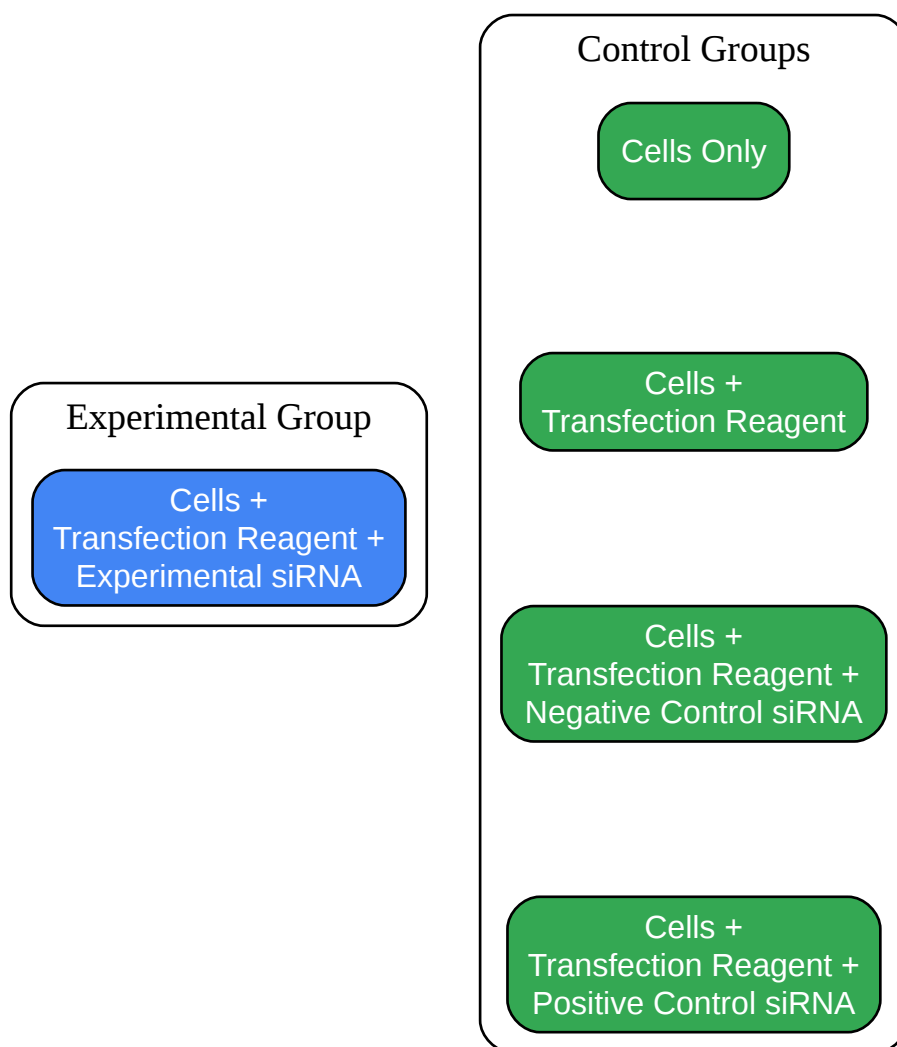 Control Groups
Cells Only
Cells +
Transfection Reagent
Experimental Group
Cells +
Transfection Reagent +
Experimental siRNA
Cells +
Transfection Reagent +
Negative Control siRNA
Cells +
Transfection Reagent +
Positive Control siRNA